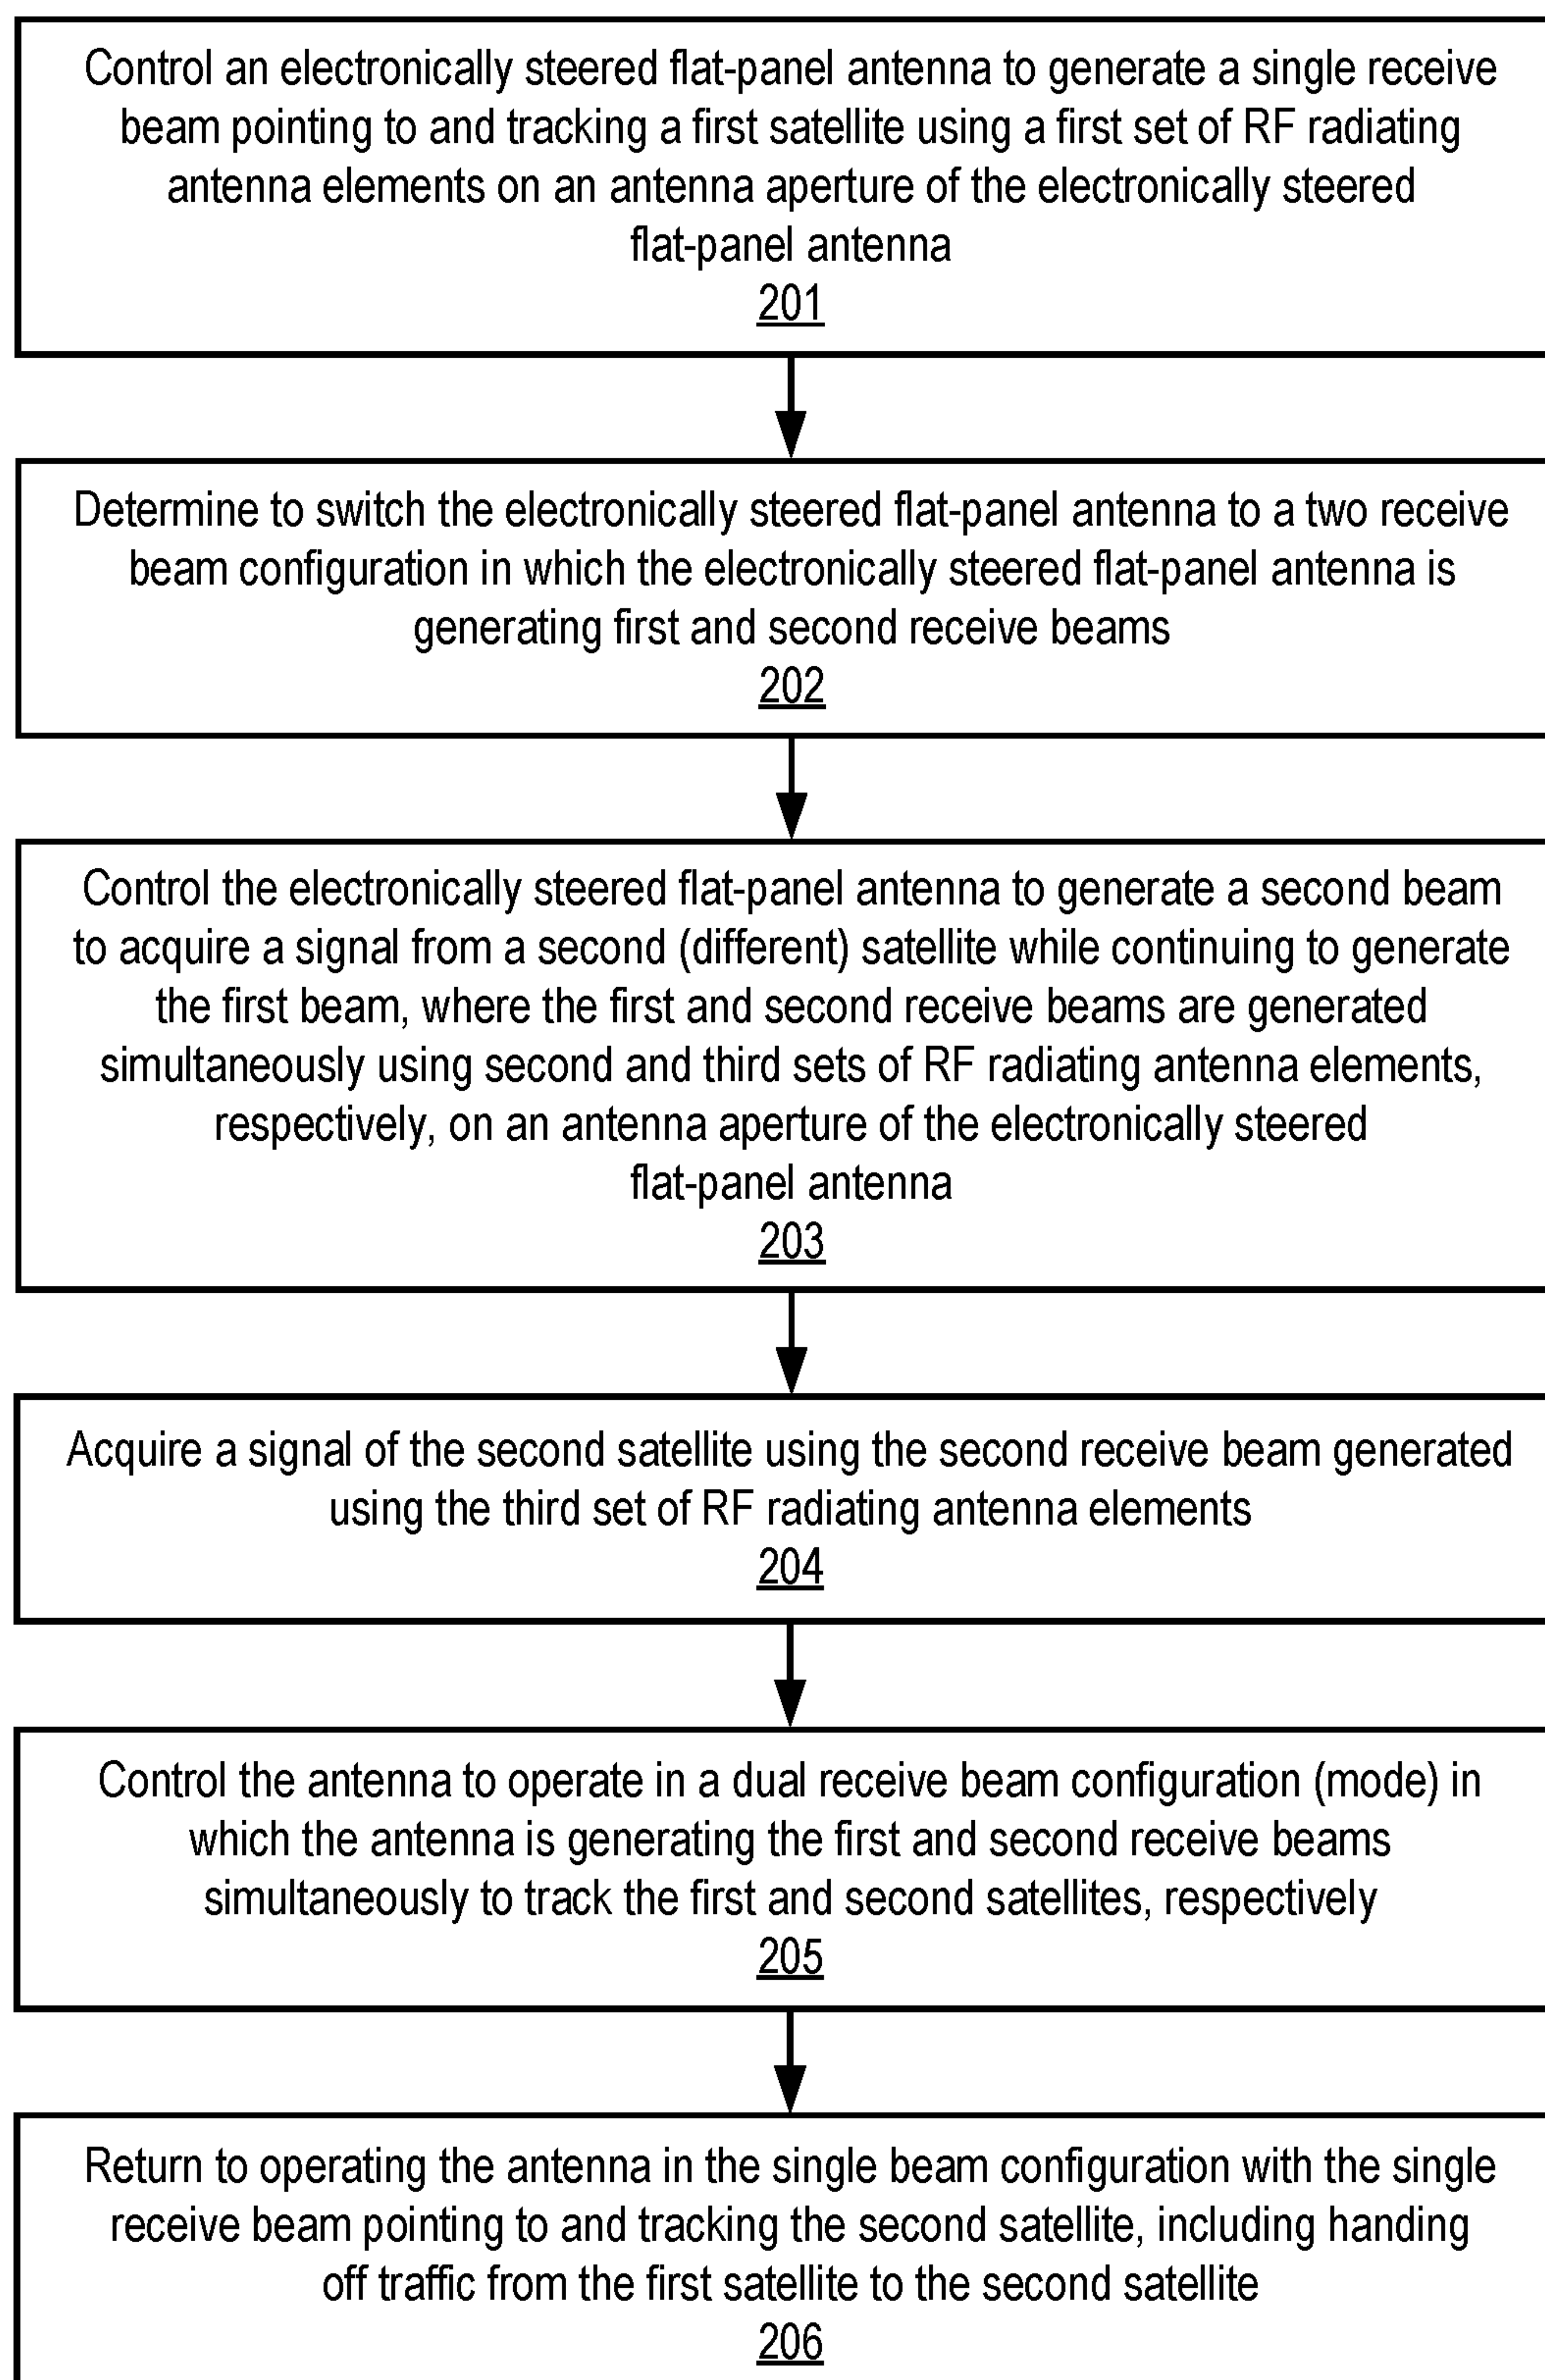 Control an electronically steered flat-panel antenna to generate a single receive
beam pointing to and tracking a first satellite using a first set of RF radiating
antenna elements on an antenna aperture of the electronically steered
flat-panel antenna
201
Determine to switch the electronically steered flat-panel antenna to a two receive
beam configuration in which the electronically steered flat-panel antenna is
generating first and second receive beams
202
Control the electronically steered flat-panel antenna to generate a second beam
to acquire a signal from a second (different) satellite while continuing to generate
the first beam, where the first and second receive beams are generated
simultaneously using second and third sets of RF radiating antenna elements,
respectively, on an antenna aperture of the electronically steered
flat-panel antenna
203
Acquire a signal of the second satellite using the second receive beam generated
using the third set of RF radiating antenna elements
204
Control the antenna to operate in a dual receive beam configuration (mode) in
which the antenna is generating the first and second receive beams
simultaneously to track the first and second satellites, respectively
205
Return to operating the antenna in the single beam configuration with the single
receive beam pointing to and tracking the second satellite, including handing
off traffic from the first satellite to the second satellite
206